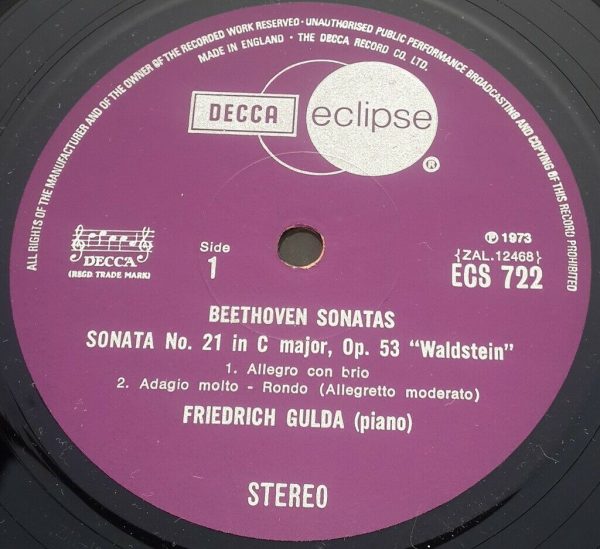 ALL RIGHTS OF THE MANUFACTURER AND OF THE OWNER OF THE RECORDED WORK RESERVED · UNAUTHORISED PUBLIC PERFORMANCE BROADCASTING AND COPYING OF THIS RECORD PROHIBITED
MADE IN ENGLAND · THE DECCA RECORD CO. LTD.
DECCA eclipse ®
DECCA
(REGD TRADE MARK)
Side
1
℗ 1973
{ZAL.12468}
ECS 722
BEETHOVEN SONATAS
SONATA No. 21 in C major, Op. 53 "Waldstein"
1. Allegro con brio
2. Adagio molto - Rondo (Allegretto moderato)
FRIEDRICH GULDA (piano)
STEREO